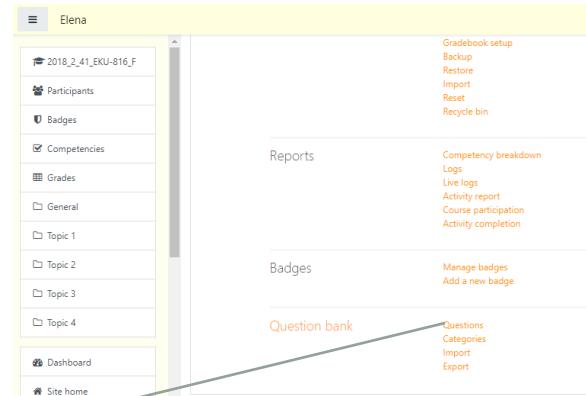 Elena
2018_2_41_EKU-816_F
Participants
Badges
Competencies
Grades
General
Topic 1
Topic 2
Topic 3
Topic 4
Dashboard
Site home
Gradebook setup
Backup
Restore
Import
Reset
Recycle bin
Reports
Competency breakdown
Logs
Live logs
Activity report
Course participation
Activity completion
Badges
Manage badges
Add a new badge
Question bank
Questions
Categories
Import
Export